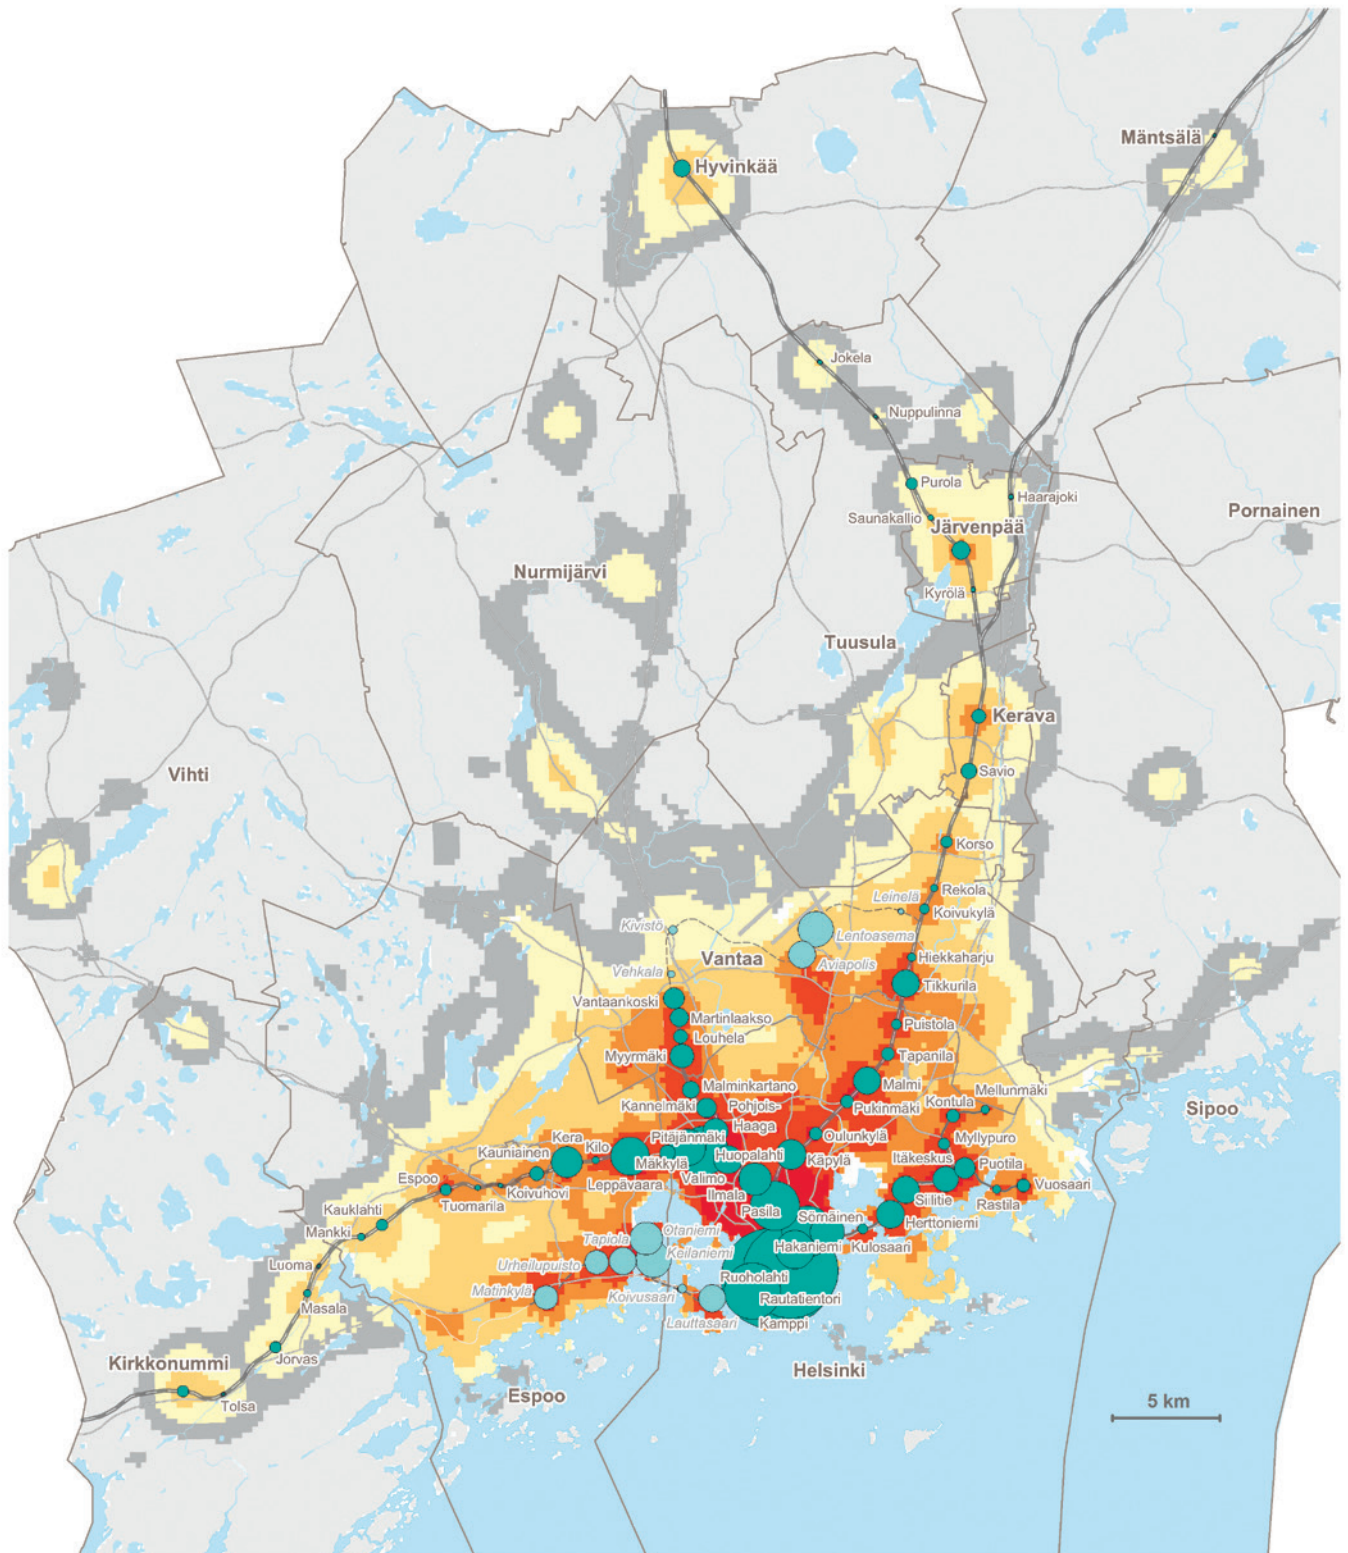 Mäntsälä
Hyvinkää
Jokela
Nuppulinna
Purola
Haarajoki
Saunakallio
Järvenpää
Pornainen
Nurmijärvi
Kyrölä
Tuusula
Kerava
Savio
Vihti
Korso
Rekola
Leinelä
Koivukylä
Kivistö
Lentoasema
Vantaa
Hiekkaharju
Aviapolis
Vehkala
Tikkurila
Vantaankoski
Martinlaakso
Puistola
Louhela
Myyrmäki
Tapanila
Malmi
Malminkartano
Mellunmäki
Kannelmäki
Pohjois-
Haaga
Pukinmäki
Kontula
Sipoo
Kera
Kilo
Pitäjänmäki
Oulunkylä
Myllypuro
Kauniainen
Mäkkylä
Huopalahti
Käpylä
Itäkeskus
Puotila
Espoo
Leppävaara
Valimo
Koivuhovi
Tuomarila
Ilmala
Siilitie
Rastila
Vuosaari
Kauklahti
Pasila
Sörnäinen
Herttoniemi
Mankki
Otaniemi
Tapiola
Hakaniemi
Kulosaari
Keilaniemi
Luoma
Urheilupuisto
Ruoholahti
Matinkylä
Koivusaari
Rautatientori
Masala
Lauttasaari
Kamppi
Jorvas
Kirkkonummi
Helsinki
Tolsa
Espoo
5 km